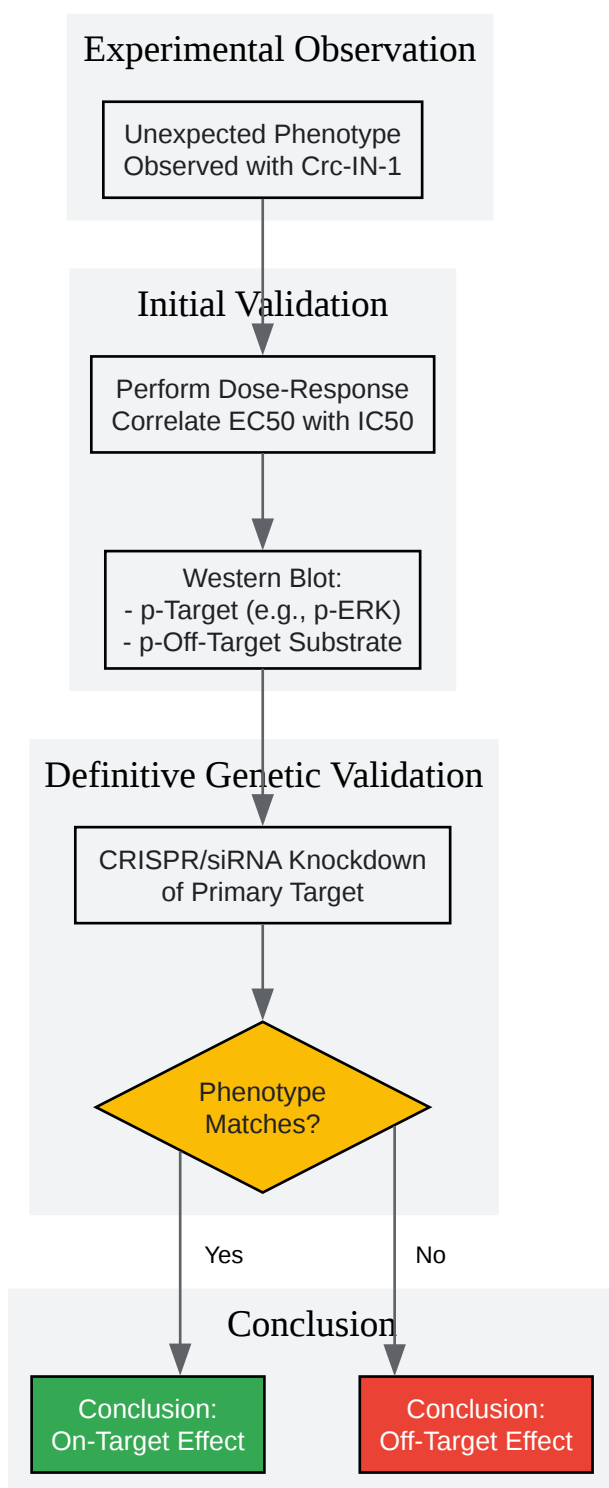 Experimental Observation
Unexpected Phenotype
Observed with Crc-IN-1
Initial Validation
Perform Dose-Response
Correlate EC50 with IC50
Western Blot:
- p-Target (e.g., p-ERK)
- p-Off-Target Substrate
Definitive Genetic Validation
CRISPR/siRNA Knockdown
of Primary Target
Phenotype
Matches?
Yes
No
Conclusion
Conclusion:
On-Target Effect
Conclusion:
Off-Target Effect